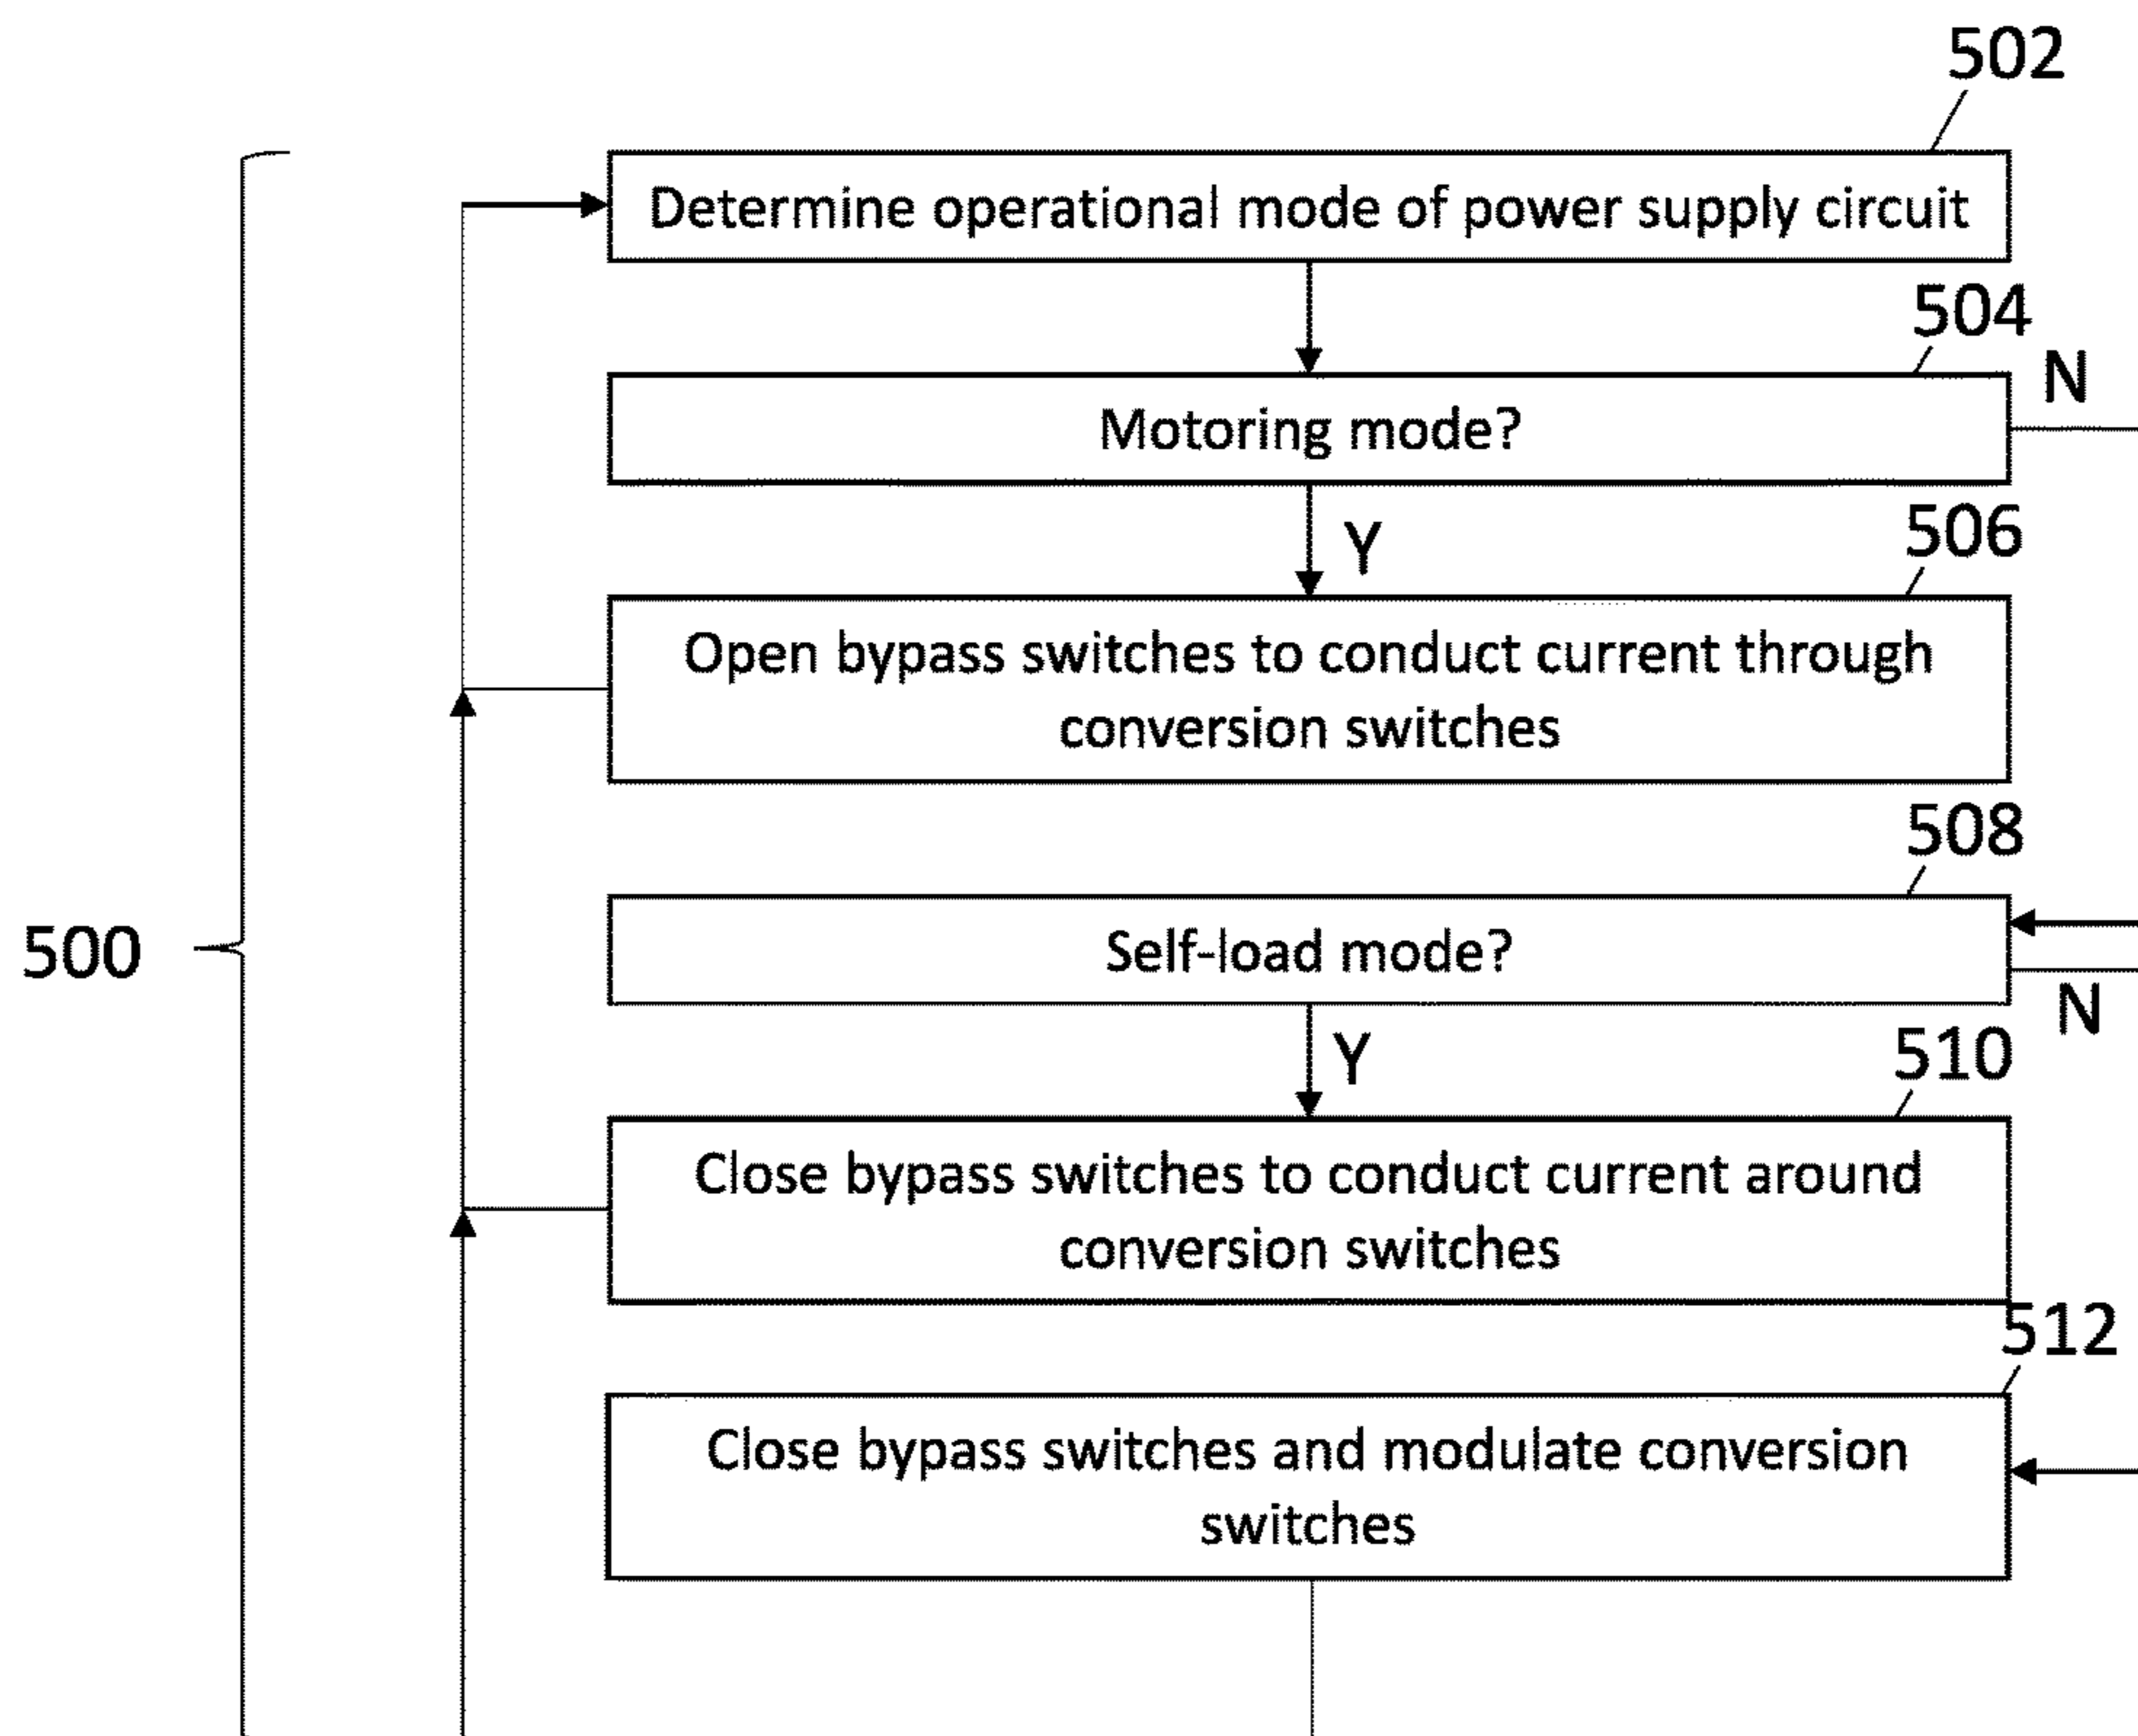 502
Determine operational mode of power supply circuit
504
N
Motoring mode?
Y
506
Open bypass switches to conduct current through
conversion switches
508
500
Self-load mode?
N
Y
510
Close bypass switches to conduct current around
conversion switches
512
Close bypass switches and modulate conversion
switches